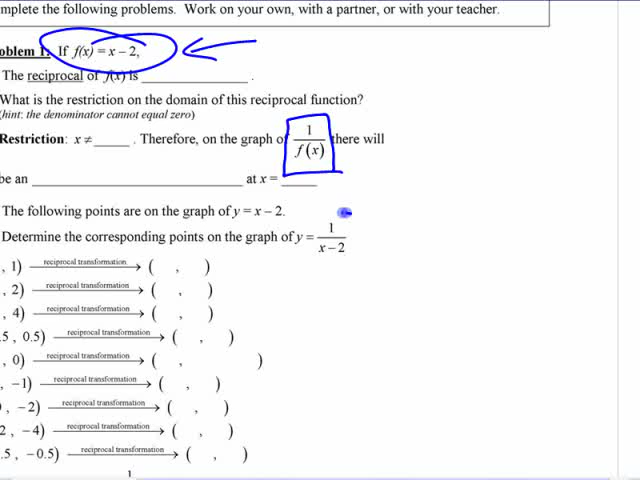 mplete the following problems. Work on your own, with a partner, or with your teacher.
oblem 1: If f(x) = x – 2,
The reciprocal of f(x) is ____________________ .
What is the restriction on the domain of this reciprocal function?
(hint: the denominator cannot equal zero)
Restriction: x ≠ ______ . Therefore, on the graph of 1/f(x) there will
be an ______________________________ at x = ______
The following points are on the graph of y = x – 2.
Determine the corresponding points on the graph of y = 1/(x – 2)
, 1) reciprocal transformation→ ( , )
, 2) reciprocal transformation→ ( , )
, 4) reciprocal transformation→ ( , )
5 , 0.5) reciprocal transformation→ ( , )
, 0) reciprocal transformation→ ( , )
, –1) reciprocal transformation→ ( , )
, –2) reciprocal transformation→ ( , )
2 , –4) reciprocal transformation→ ( , )
.5 , –0.5) reciprocal transformation→ ( , )
1